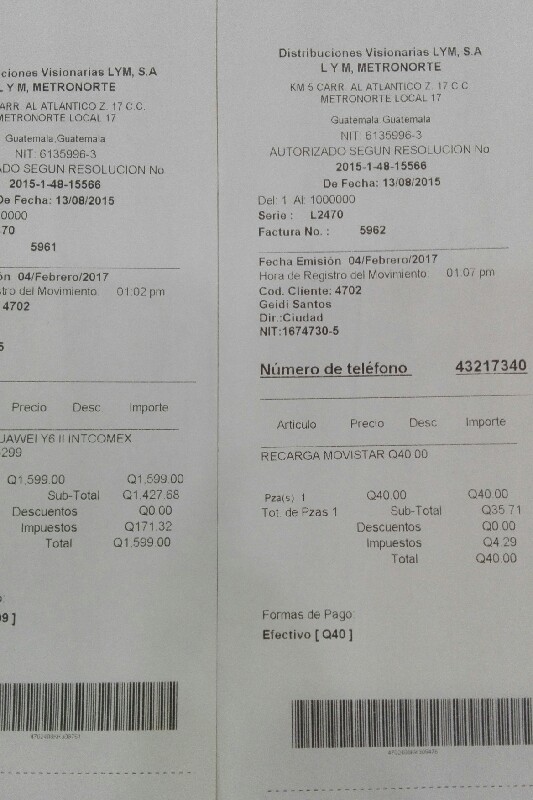 ciones Visionarias LYM, S.A
L Y M, METRONORTE
ARR. AL ATLANTICO Z. 17 C.C.
METRONORTE LOCAL 17
Guatemala,Guatemala
NIT: 6135996-3
ADO SEGUN RESOLUCION No
2015-1-48-15566
De Fecha: 13/08/2015
0000
70
5961
ón 04/Febrero/2017
stro del Movimiento. 01:02 pm
4702
5
Precio Desc. Importe
UAWEI Y6 II INTCOMEX
299
Q1,599.00 Q1,599.00
Sub-Total Q1,427.68
Descuentos Q0.00
Impuestos Q171.32
Total Q1,599.00
9 ]
Distribuciones Visionarias LYM, S.A
L Y M, METRONORTE
KM 5 CARR. AL ATLANTICO Z. 17 C.C
METRONORTE LOCAL 17
Guatemala Guatemala
NIT: 6135996-3
AUTORIZADO SEGUN RESOLUCION No
2015-1-48-15566
De Fecha: 13/08/2015
Del: 1 Al: 1000000
Serie : L2470
Factura No. : 5962
Fecha Emisión 04/Febrero/2017
Hora de Registro del Movimiento. 01:07 pm
Cod. Cliente: 4702
Geidi Santos
Dir.:Ciudad
NIT:1674730-5
Número de teléfono 43217340
Articulo Precio Desc Importe
RECARGA MOVISTAR Q40.00
Pza(s) 1 Q40.00 Q40.00
Tot. de Pzas 1 Sub-Total Q35.71
Descuentos Q0.00
Impuestos Q4.29
Total Q40.00
Formas de Pago:
Efectivo [ Q40 ]